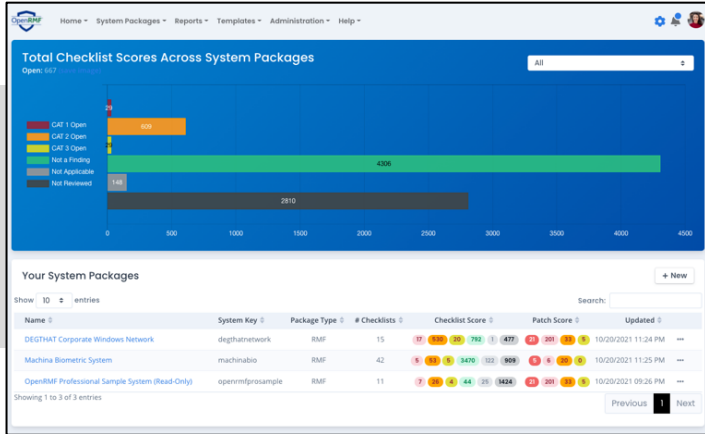 OpenRMF
Home System Packages Reports Templates Administration Help
Total Checklist Scores Across System Packages
Open: 667
All
CAT 1 Open
CAT 2 Open
CAT 3 Open
Not a Finding
Not Applicable
Not Reviewed
29
609
29
4306
148
2810
0 500 1000 1500 2000 2500 3000 3500 4000 4500
Your System Packages
+ New
Show 10 entries
Search:
Name System Key Package Type # Checklists Checklist Score Patch Score Updated
DEGTHAT Corporate Windows Network degthatnetwork RMF 15 17 530 20 792 1 477 21 201 33 5 10/20/2021 11:24 PM ...
Machina Biometric System machinabio RMF 42 5 53 5 3470 122 909 5 6 20 0 10/20/2021 11:25 PM ...
OpenRMF Professional Sample System (Read-Only) openrmfprosample RMF 11 7 26 4 44 25 1424 21 201 33 5 10/20/2021 09:26 PM ...
Showing 1 to 3 of 3 entries
Previous 1 Next